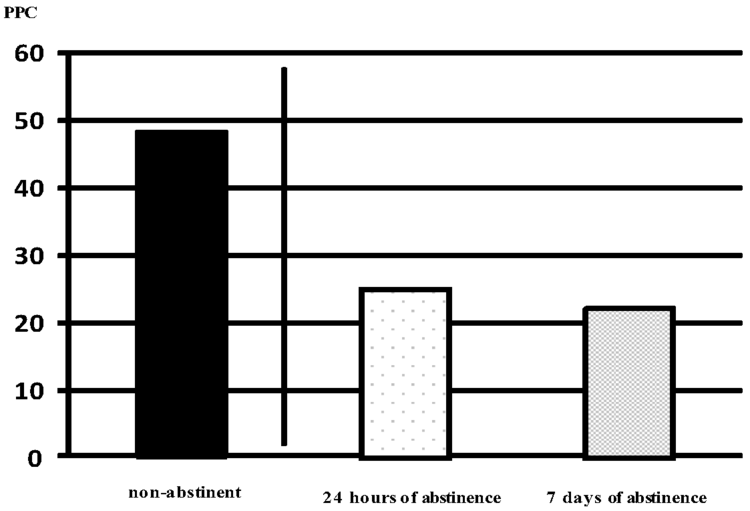 PPC
60
50
40
30
20
10
0
non-abstinent
24 hours of abstinence
7 days of abstinence